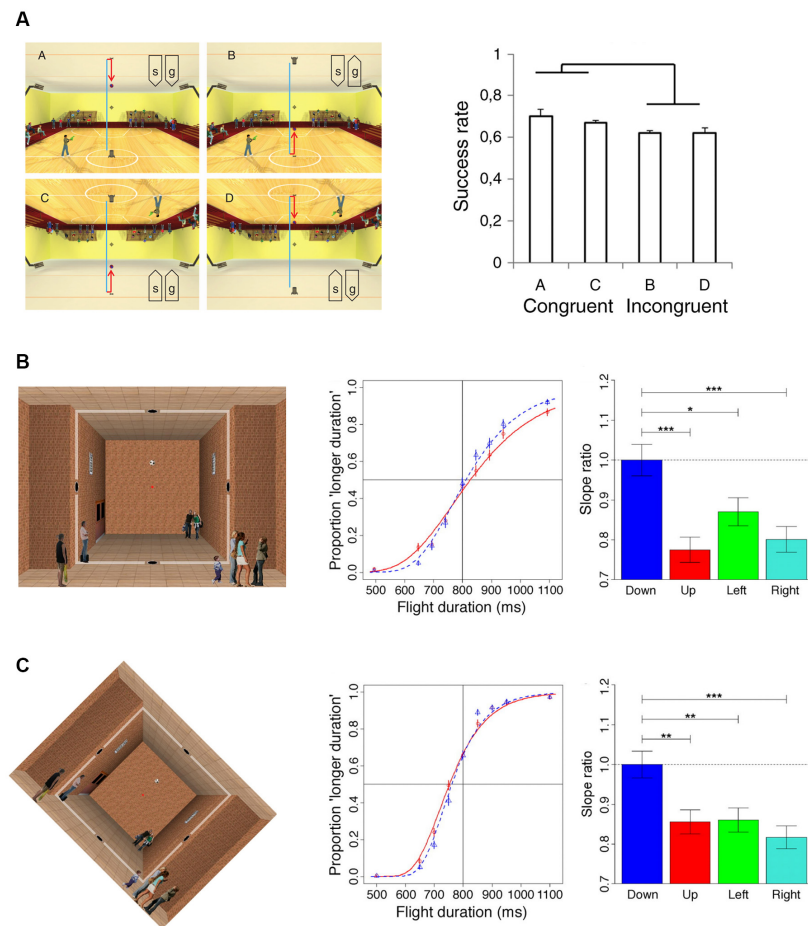 A
A
s g
B
s g
C
s g
D
s g
Success rate
1
0,8
0,6
0,4
0,2
0
A C B D
Congruent Incongruent
B
Proportion 'longer duration'
1.0
0.8
0.6
0.4
0.2
0.0
500 600 700 800 900 1000 1100
Flight duration (ms)
Slope ratio
1.2
1.1
1.0
0.9
0.8
0.7
***
*
***
Down Up Left Right
C
Proportion 'longer duration'
1.0
0.8
0.6
0.4
0.2
0.0
500 600 700 800 900 1000 1100
Flight duration (ms)
Slope ratio
1.2
1.1
1.0
0.9
0.8
0.7
***
**
**
Down Up Left Right